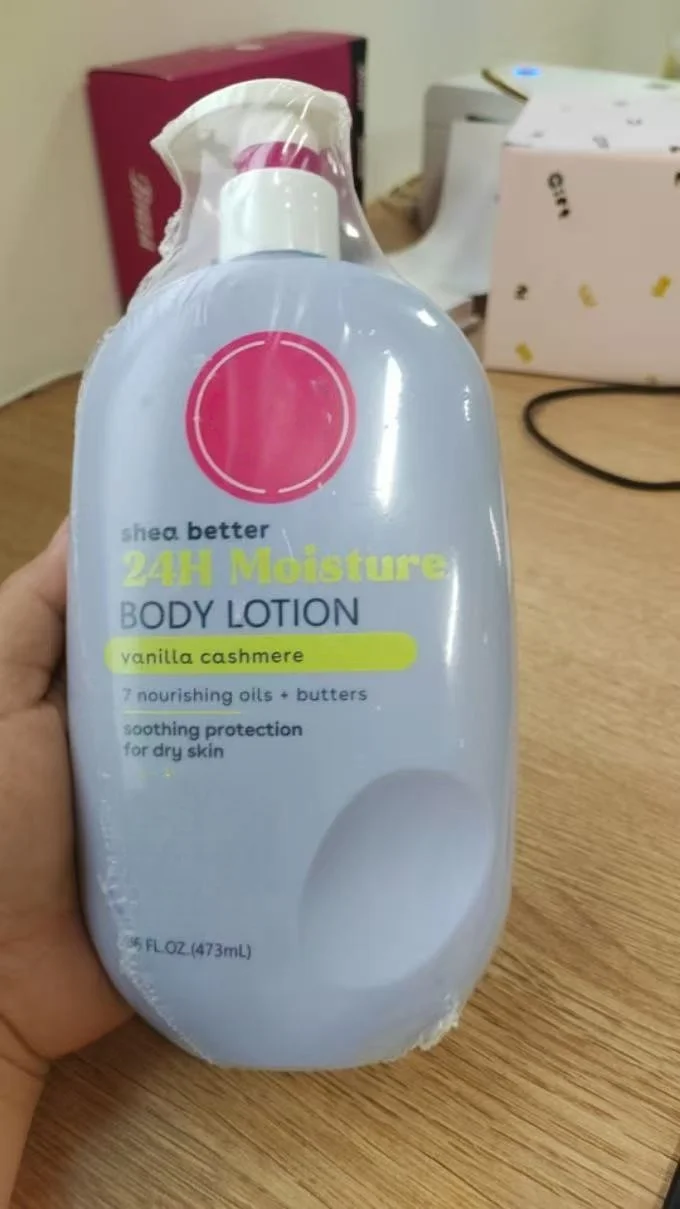 Gift
shea better
24H Moisture
BODY LOTION
vanilla cashmere
7 nourishing oils + butters
soothing protection
for dry skin
FL.OZ.(473mL)